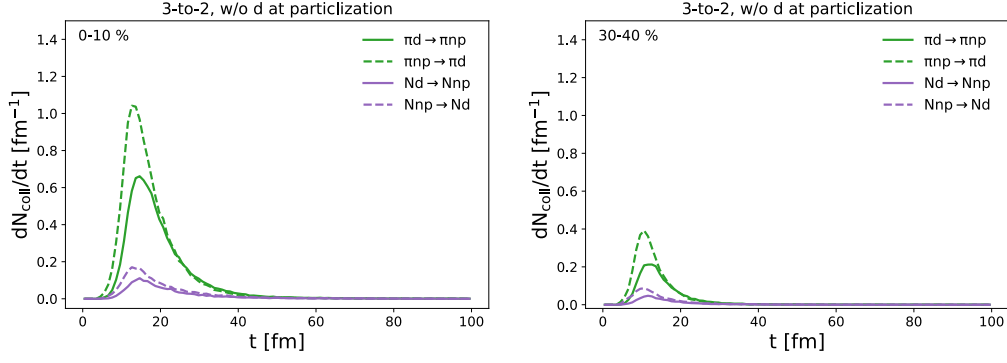 3-to-2, w/o d at particlization
0-10 %
πd → πnp
πnp → πd
Nd → Nnp
Nnp → Nd
dN_coll/dt [fm⁻¹]
1.4
1.2
1.0
0.8
0.6
0.4
0.2
0.0
0 20 40 60 80 100
t [fm]
3-to-2, w/o d at particlization
30-40 %
πd → πnp
πnp → πd
Nd → Nnp
Nnp → Nd
dN_coll/dt [fm⁻¹]
1.4
1.2
1.0
0.8
0.6
0.4
0.2
0.0
0 20 40 60 80 100
t [fm]